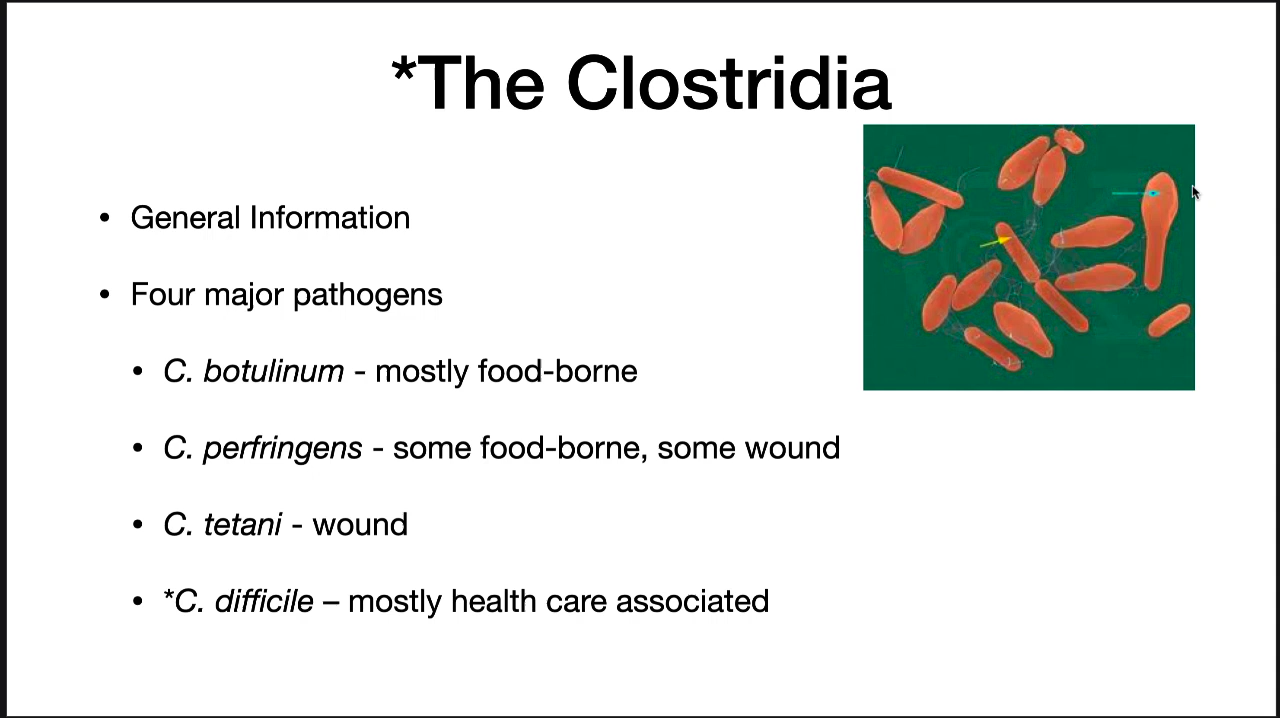 *The Clostridia
• General Information
• Four major pathogens
• C. botulinum - mostly food-borne
• C. perfringens - some food-borne, some wound
• C. tetani - wound
• *C. difficile – mostly health care associated